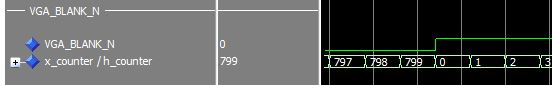 VGA_BLANK_N
VGA_BLANK_N 0
x_counter / h_counter 799 797 798 799 0 1 2 3